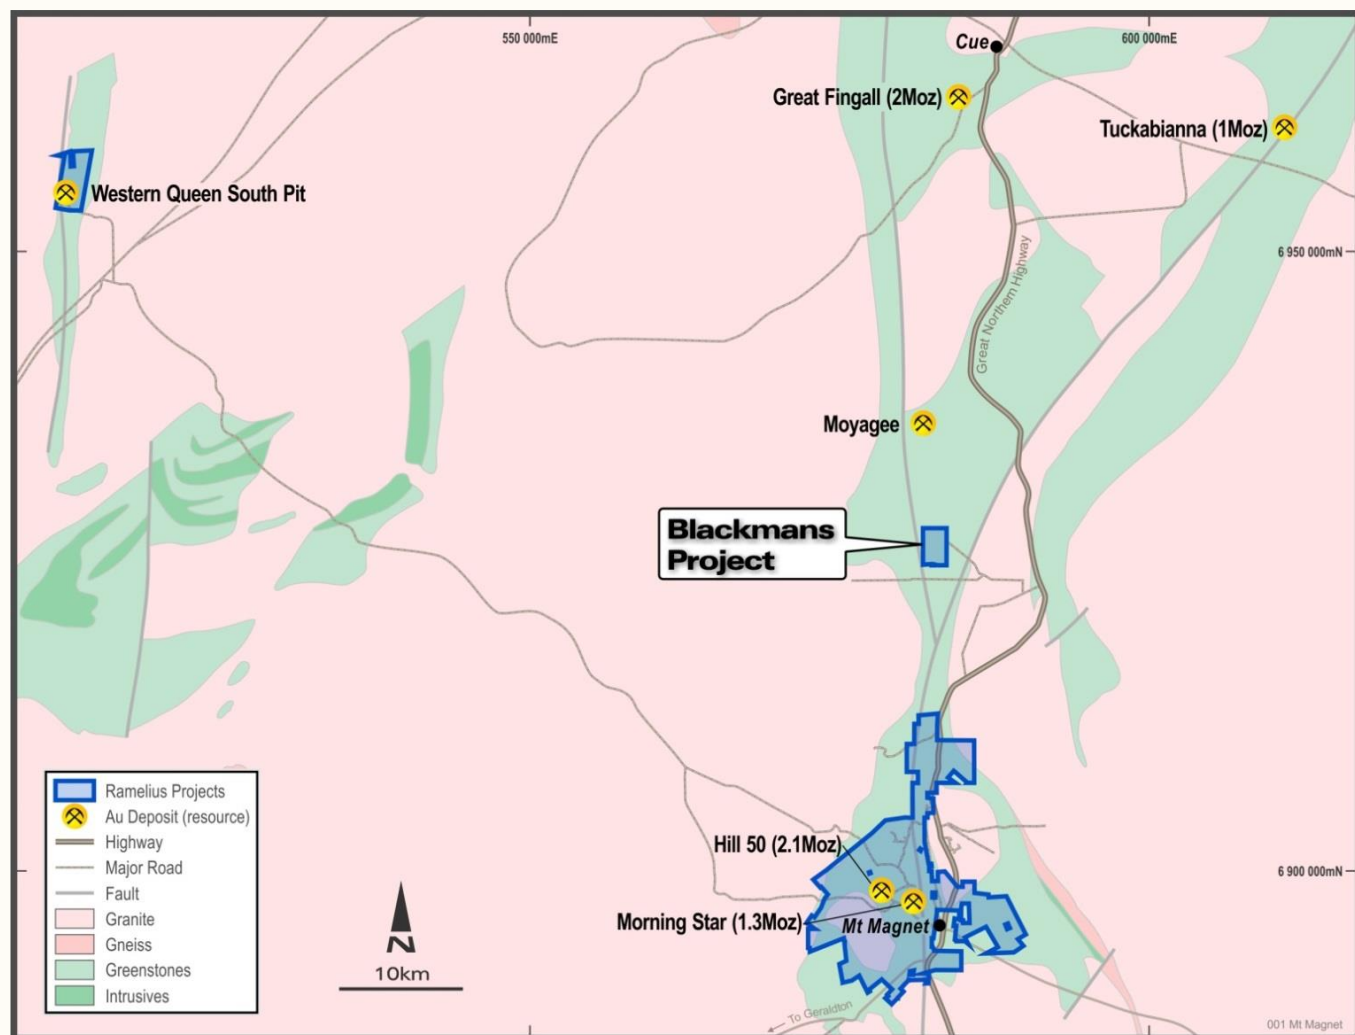 550 000mE
600 000mE
Cue
Great Fingall (2Moz)
Tuckabianna (1Moz)
Western Queen South Pit
6 950 000mN
Great Northern Highway
Moyagee
Blackmans
Project
Ramelius Projects
Au Deposit (resource)
Highway
Major Road
Fault
Granite
Gneiss
Greenstones
Intrusives
N
10km
Hill 50 (2.1Moz)
6 900 000mN
Morning Star (1.3Moz)
Mt Magnet
To Geraldton
001 Mt Magnet